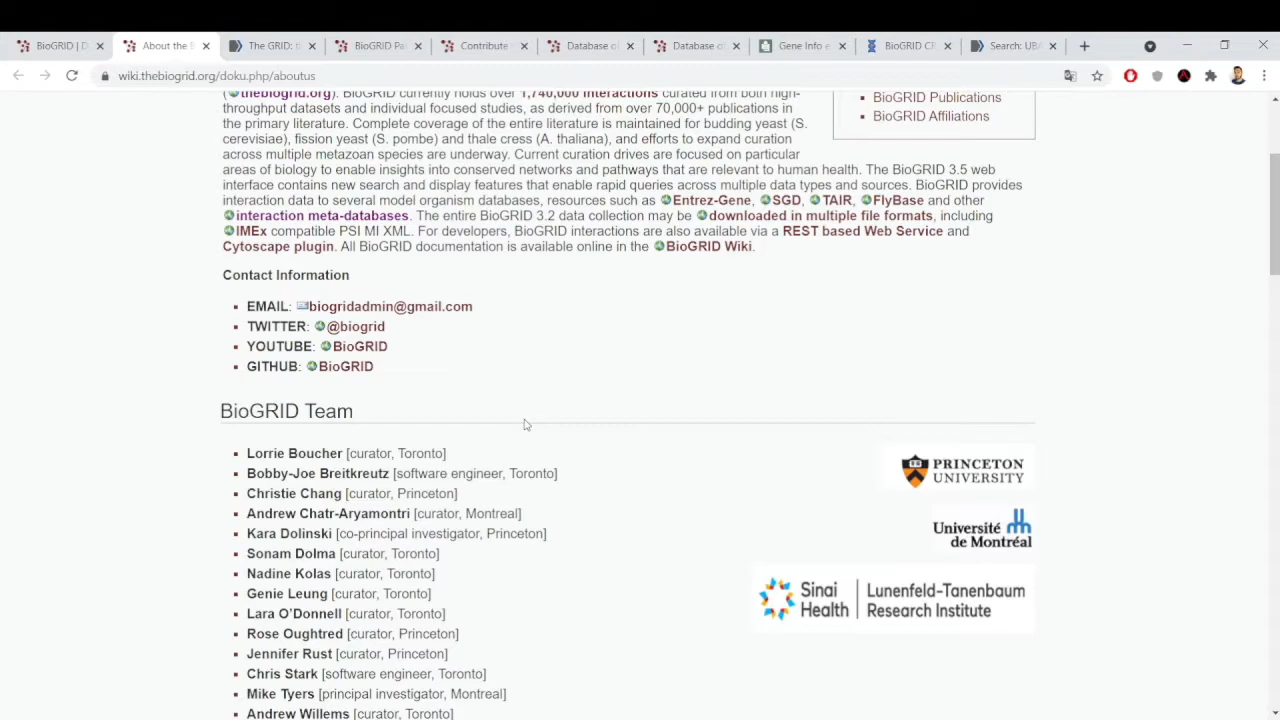 BioGRID | D
About the B
The GRID: t
BioGRID Pa
Contribute
Database o
Database o
Gene Info e
BioGRID CR
Search: UBA
wiki.thebiogrid.org/doku.php/aboutus
(thebiogrid.org). BioGRID currently holds over 1,740,000 interactions curated from both high-
throughput datasets and individual focused studies, as derived from over 70,000+ publications in
the primary literature. Complete coverage of the entire literature is maintained for budding yeast (S.
cerevisiae), fission yeast (S. pombe) and thale cress (A. thaliana), and efforts to expand curation
across multiple metazoan species are underway. Current curation drives are focused on particular
areas of biology to enable insights into conserved networks and pathways that are relevant to human health. The BioGRID 3.5 web
interface contains new search and display features that enable rapid queries across multiple data types and sources. BioGRID provides
interaction data to several model organism databases, resources such as Entrez-Gene, SGD, TAIR, FlyBase and other
interaction meta-databases. The entire BioGRID 3.2 data collection may be downloaded in multiple file formats, including
IMEx compatible PSI MI XML. For developers, BioGRID interactions are also available via a REST based Web Service and
Cytoscape plugin. All BioGRID documentation is available online in the BioGRID Wiki.
BioGRID Publications
BioGRID Affiliations
Contact Information
EMAIL: biogridadmin@gmail.com
TWITTER: @biogrid
YOUTUBE: BioGRID
GITHUB: BioGRID
BioGRID Team
Lorrie Boucher [curator, Toronto]
Bobby-Joe Breitkreutz [software engineer, Toronto]
Christie Chang [curator, Princeton]
Andrew Chatr-Aryamontri [curator, Montreal]
Kara Dolinski [co-principal investigator, Princeton]
Sonam Dolma [curator, Toronto]
Nadine Kolas [curator, Toronto]
Genie Leung [curator, Toronto]
Lara O'Donnell [curator, Toronto]
Rose Oughtred [curator, Princeton]
Jennifer Rust [curator, Princeton]
Chris Stark [software engineer, Toronto]
Mike Tyers [principal investigator, Montreal]
Andrew Willems [curator, Toronto]
PRINCETON
UNIVERSITY
Université
de Montréal
Sinai
Health
Lunenfeld-Tanenbaum
Research Institute